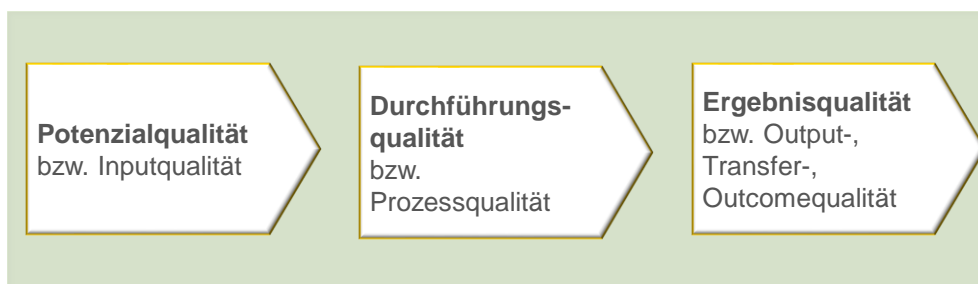 Potenzialqualität
bzw. Inputqualität
Durchführungs-
qualität
bzw.
Prozessqualität
Ergebnisqualität
bzw. Output-,
Transfer-,
Outcomequalität